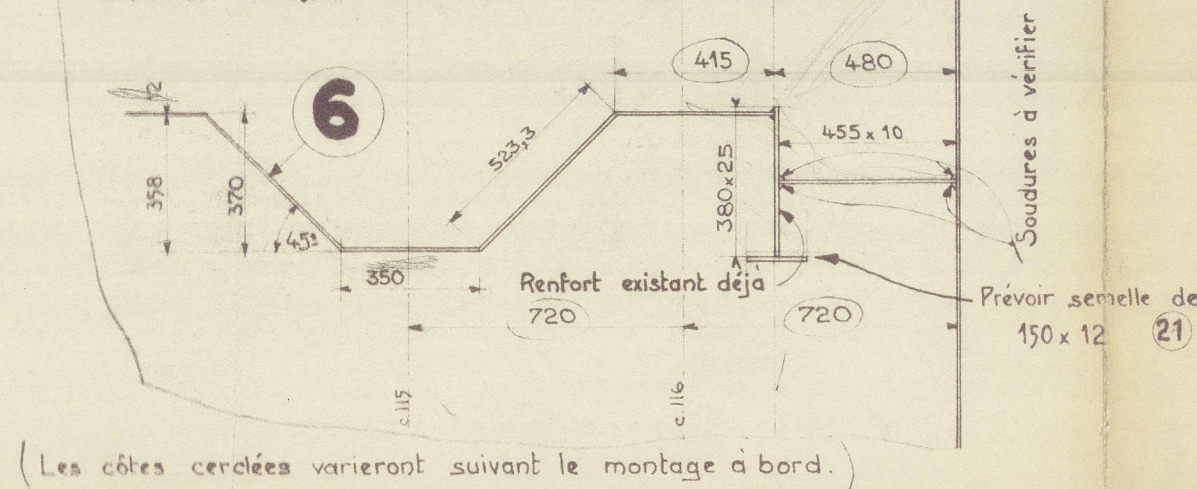 415
480
12
6
523,3
455 x 10
358
370
380x25
45º
350
Renfort existant déjà
720
720
Soudures à vérifier
Prévoir semelle de
150 x 12 21
c.115
c.116
(Les côtes cerclées varieront suivant le montage à bord.)